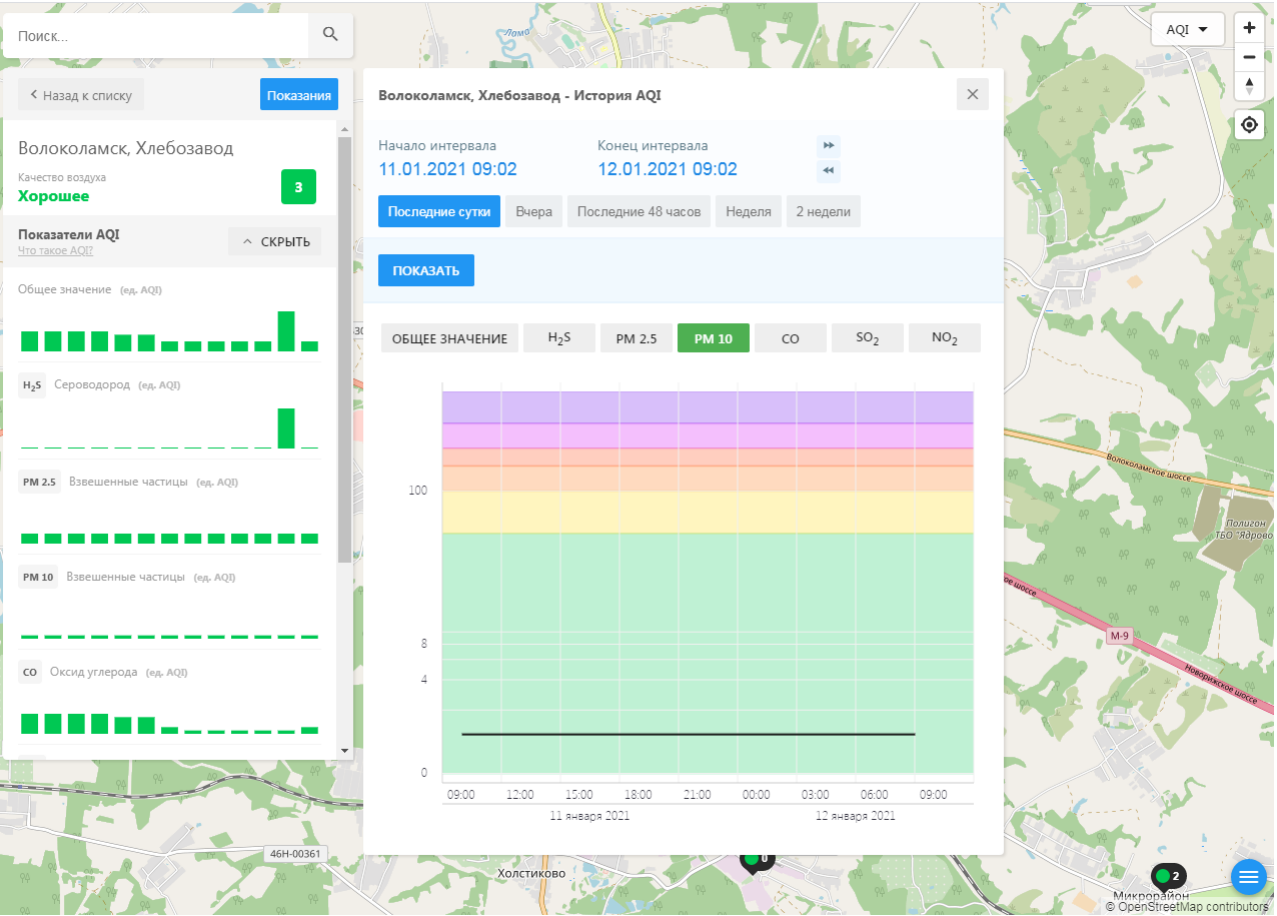 Поиск...
Ломо
AQI
Назад к списку
Показания
Волоколамск, Хлебозавод
Качество воздуха
Хорошее
3
Показатели AQI
Что такое AQI?
СКРЫТЬ
Общее значение (ед. AQI)
H2S Сероводород (ед. AQI)
PM 2.5 Взвешенные частицы (ед. AQI)
PM 10 Взвешенные частицы (ед. AQI)
CO Оксид углерода (ед. AQI)
Волоколамск, Хлебозавод - История AQI
Начало интервала
11.01.2021 09:02
Конец интервала
12.01.2021 09:02
Последние сутки Вчера Последние 48 часов Неделя 2 недели
ПОКАЗАТЬ
ОБЩЕЕ ЗНАЧЕНИЕ H2S PM 2.5 PM 10 CO SO2 NO2
100
8
4
0
09:00 12:00 15:00 18:00 21:00 00:00 03:00 06:00 09:00
11 января 2021 12 января 2021
Волоколамское шоссе
Полигон
ТБО "Ядрово
ое шоссе
М-9
Новорижское шоссе
46Н-00361
Холстиково
0
2
Микрорайон
© OpenStreetMap contributors